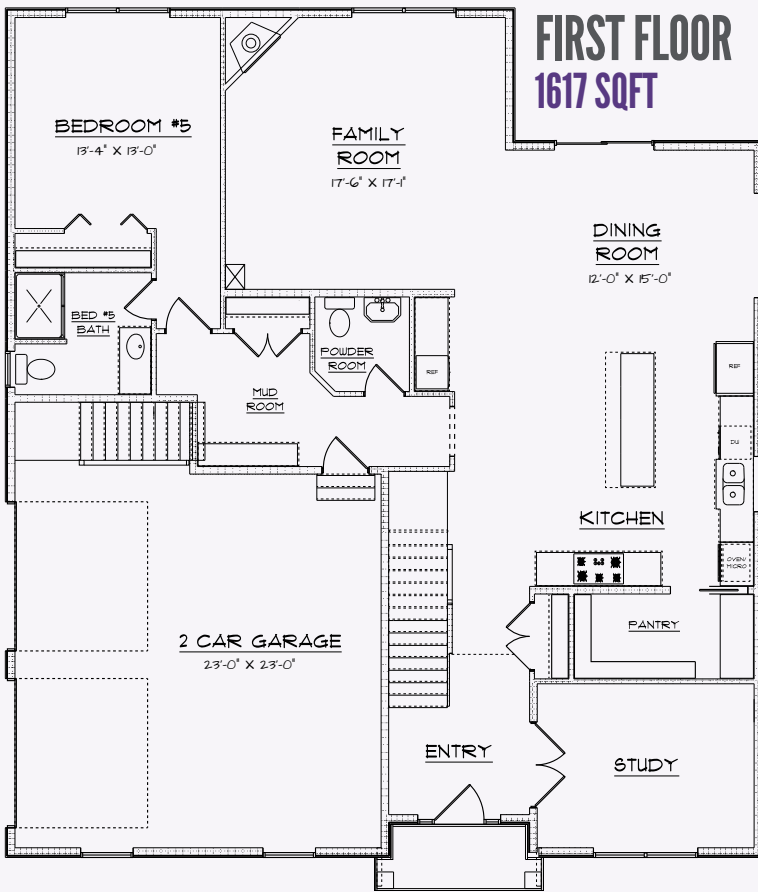 FIRST FLOOR
1617 SQFT
BEDROOM #5
13'-4" X 13'-0"
FAMILY
ROOM
17'-6" X 17'-1"
DINING
ROOM
12'-0" X 15'-0"
BED #5
BATH
POWDER
ROOM
REF
REF
MUD
ROOM
DW
KITCHEN
OVEN/
MICRO
PANTRY
2 CAR GARAGE
23'-0" X 23'-0"
ENTRY
STUDY